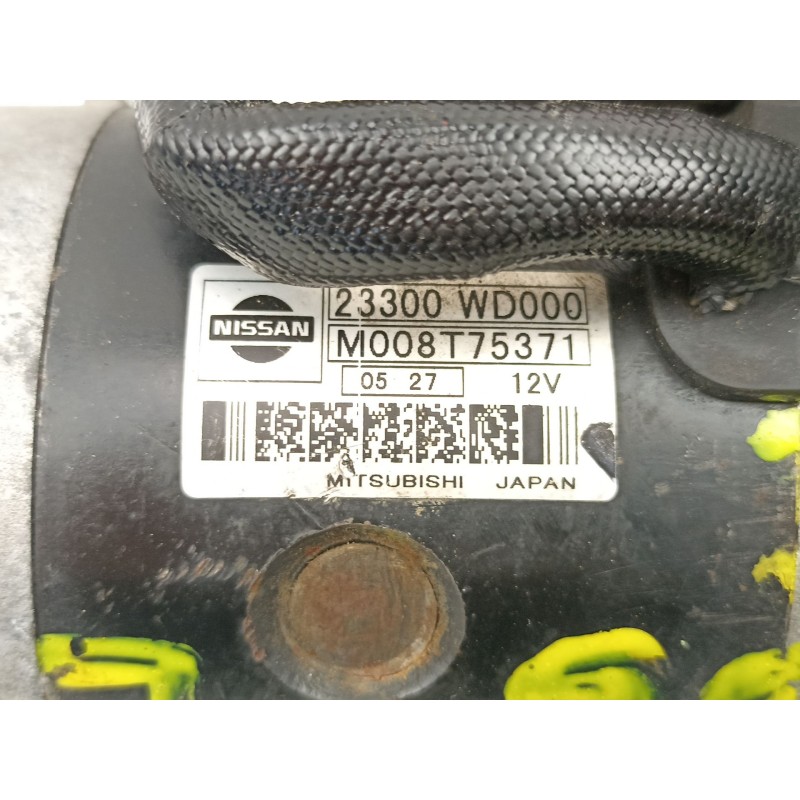 NISSAN
23300 WD000
M008T75371
05 27 12V
MITSUBISHI JAPAN